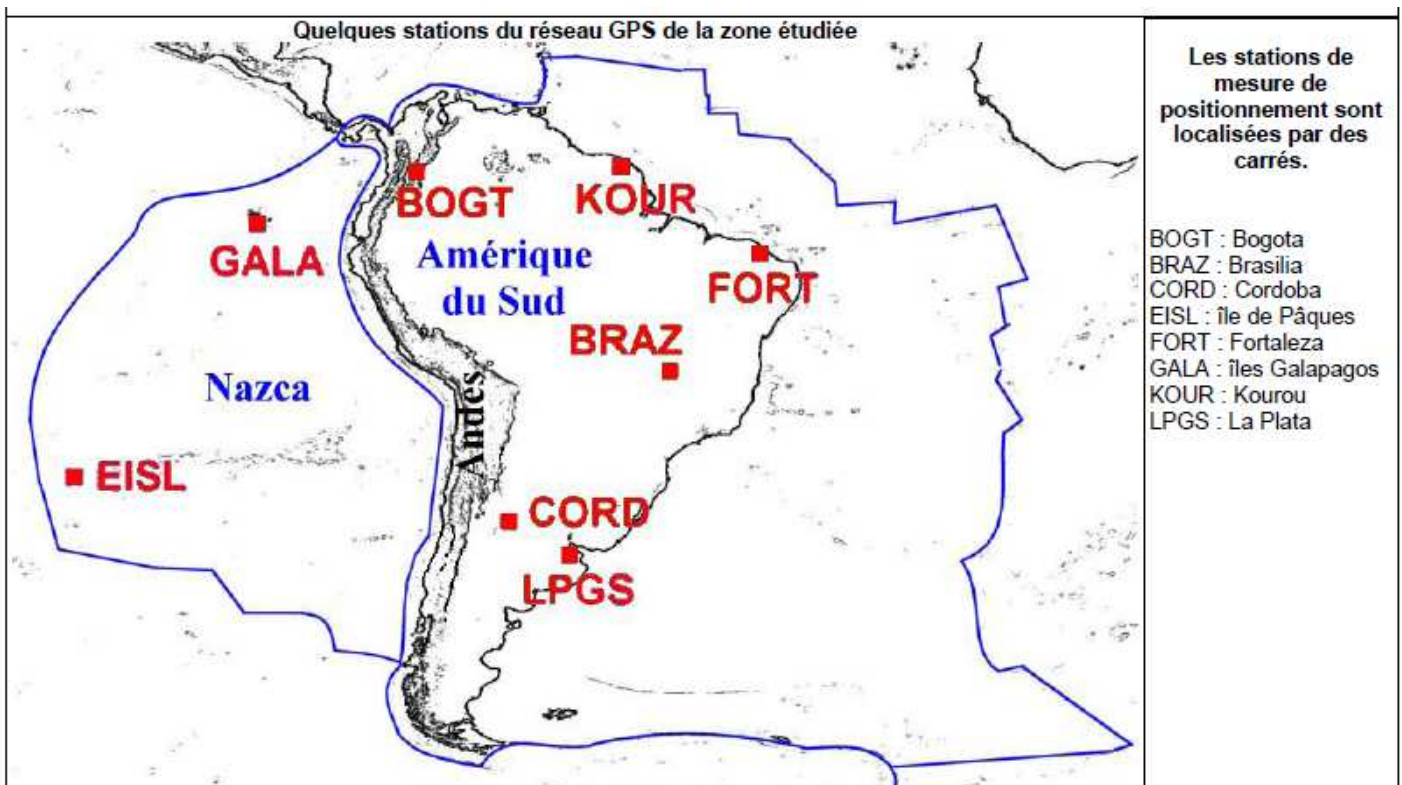 Quelques stations du réseau GPS de la zone étudiée
BOGT
KOUR
GALA
Amérique
du Sud
FORT
BRAZ
Nazca
Andes
EISL
CORD
LPGS
Les stations de
mesure de
positionnement sont
localisées par des
carrés.
BOGT : Bogota
BRAZ : Brasilia
CORD : Cordoba
EISL : île de Pâques
FORT : Fortaleza
GALA : îles Galapagos
KOUR : Kourou
LPGS : La Plata